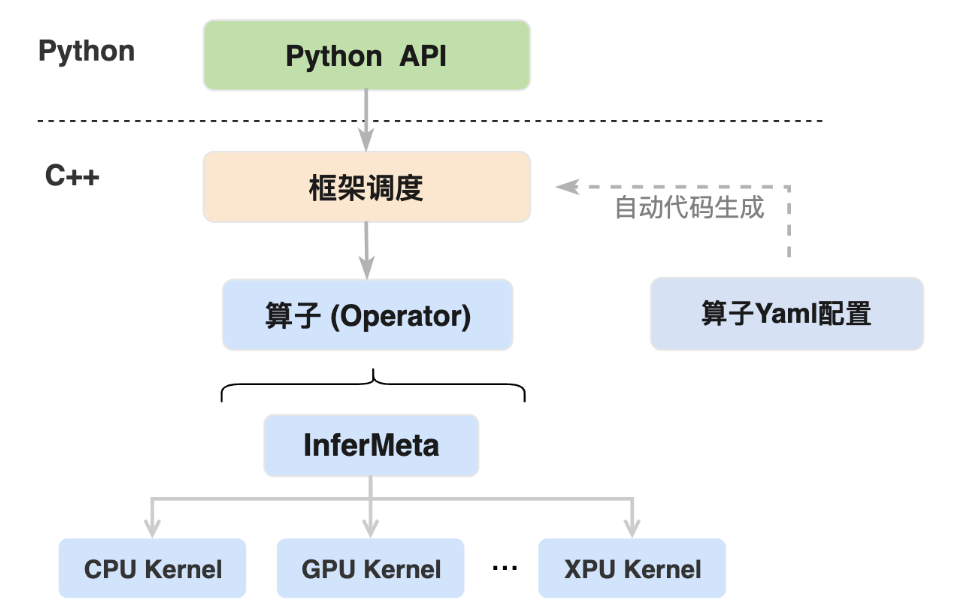 Python
Python API
C++
框架调度
自动代码生成
算子 (Operator)
算子Yaml配置
InferMeta
CPU Kernel
GPU Kernel
...
XPU Kernel